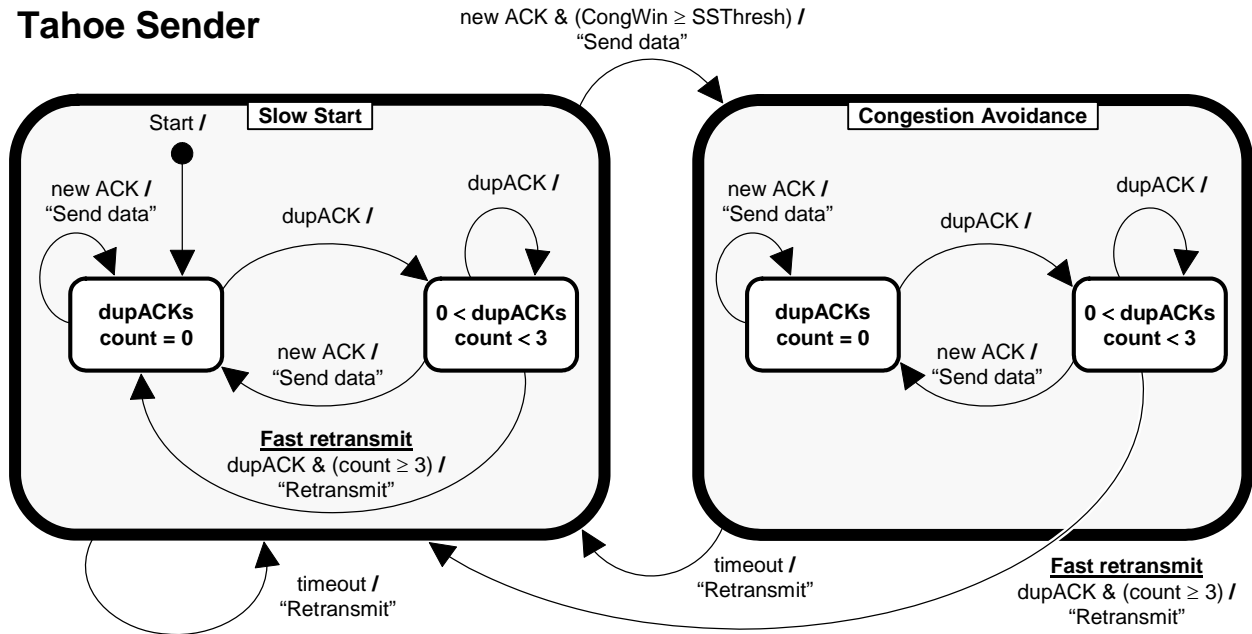 Tahoe Sender
new ACK & (CongWin ≥ SSThresh) /
“Send data”
Slow Start
Start /
new ACK /
“Send data”
dupACK /
dupACK /
dupACKs
count = 0
0 < dupACKs
count < 3
new ACK /
“Send data”
Fast retransmit
dupACK & (count ≥ 3) /
“Retransmit”
timeout /
“Retransmit”
Congestion Avoidance
new ACK /
“Send data”
dupACK /
dupACK /
dupACKs
count = 0
0 < dupACKs
count < 3
new ACK /
“Send data”
timeout /
“Retransmit”
Fast retransmit
dupACK & (count ≥ 3) /
“Retransmit”